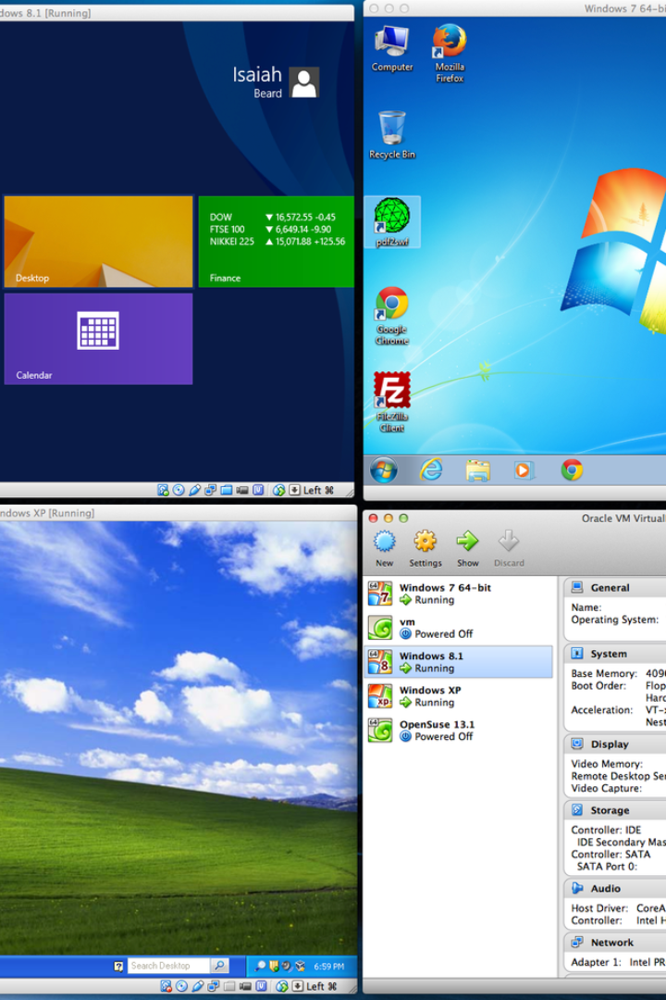 dows 8.1 [Running]
Isaiah
Beard
DOW ▼ 16,572.55 -0.45
FTSE 100 ▼ 6,649.14 -9.90
NIKKEI 225 ▲ 15,071.88 +125.56
Desktop
Finance
Calendar
Left ⌘
Windows 7 64-bi
Computer
Mozilla
Firefox
Recycle Bin
pdf2swf
Google
Chrome
FileZilla
Client
ndows XP [Running]
Search Desktop
6:59 PM
Left ⌘
Oracle VM Virtual
New Settings Show Discard
Windows 7 64-bit
Running
vm
Powered Off
Windows 8.1
Running
Windows XP
Running
OpenSuse 13.1
Powered Off
General
Name:
Operating System:
System
Base Memory: 4096
Boot Order: Flop
Hard
Acceleration: VT-x
Nest
Display
Video Memory:
Remote Desktop Ser
Video Capture:
Storage
Controller: IDE
IDE Secondary Mas
Controller: SATA
SATA Port 0:
Audio
Host Driver: CoreA
Controller: Intel H
Network
Adapter 1: Intel PR